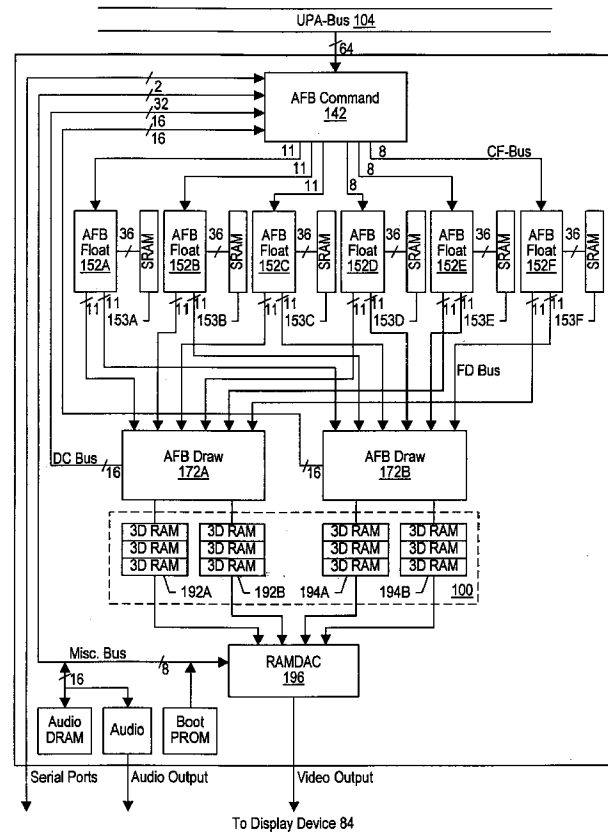 UPA-Bus 104
64
2
32
16
16
AFB Command
142
11
11
11
8
8
8
CF-Bus
AFB Float 152A
36
SRAM
AFB Float 152B
36
SRAM
AFB Float 152C
36
SRAM
AFB Float 152D
36
SRAM
AFB Float 152E
36
SRAM
AFB Float 152F
36
SRAM
11
11
153A
11
11
153B
11
11
153C
11
11
153D
11
11
153E
11
11
153F
FD Bus
DC Bus
16
AFB Draw
172A
16
AFB Draw
172B
3D RAM
3D RAM
3D RAM
3D RAM
3D RAM
3D RAM
3D RAM
3D RAM
3D RAM
3D RAM
3D RAM
3D RAM
192A
192B
194A
194B
100
Misc. Bus
8
16
RAMDAC
196
Audio DRAM
Audio
Boot PROM
Serial Ports
Audio Output
Video Output
To Display Device 84